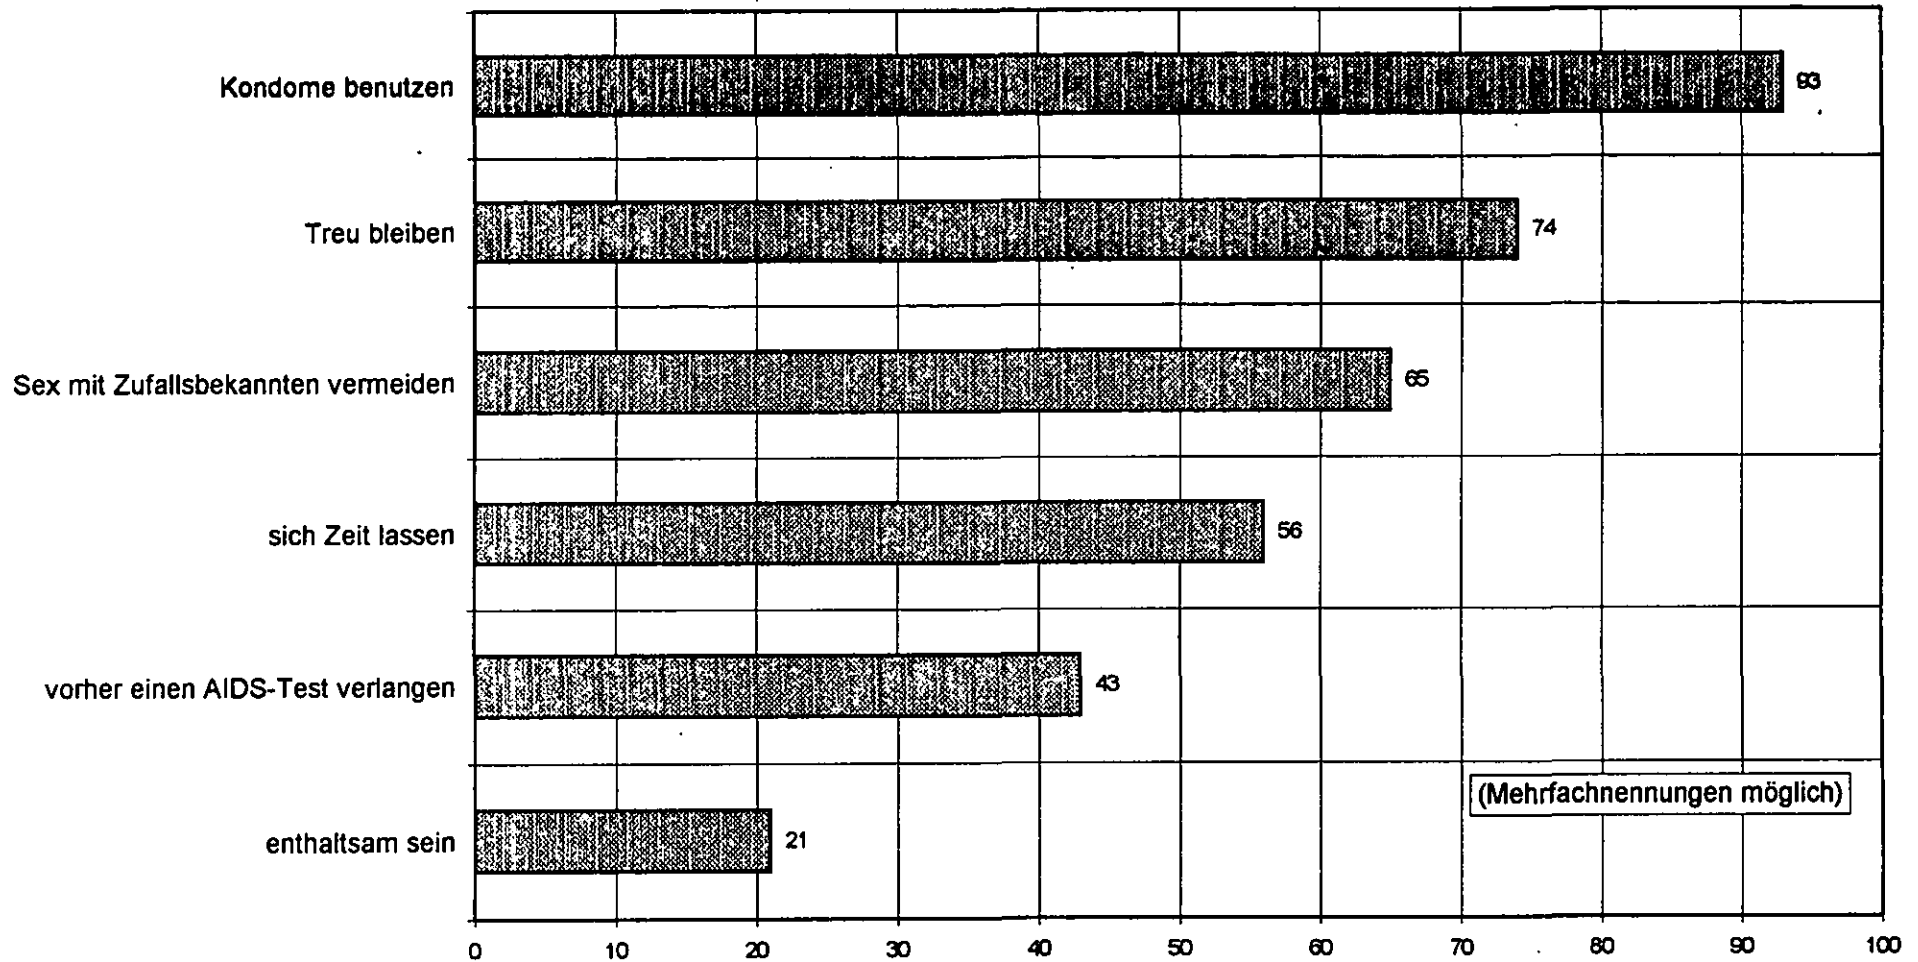 Kondome benutzen 93
Treu bleiben 74
Sex mit Zufallsbekannten vermeiden 65
sich Zeit lassen 56
vorher einen AIDS-Test verlangen 43
(Mehrfachnennungen möglich)
enthaltsam sein 21
0 10 20 30 40 50 60 70 80 90 100